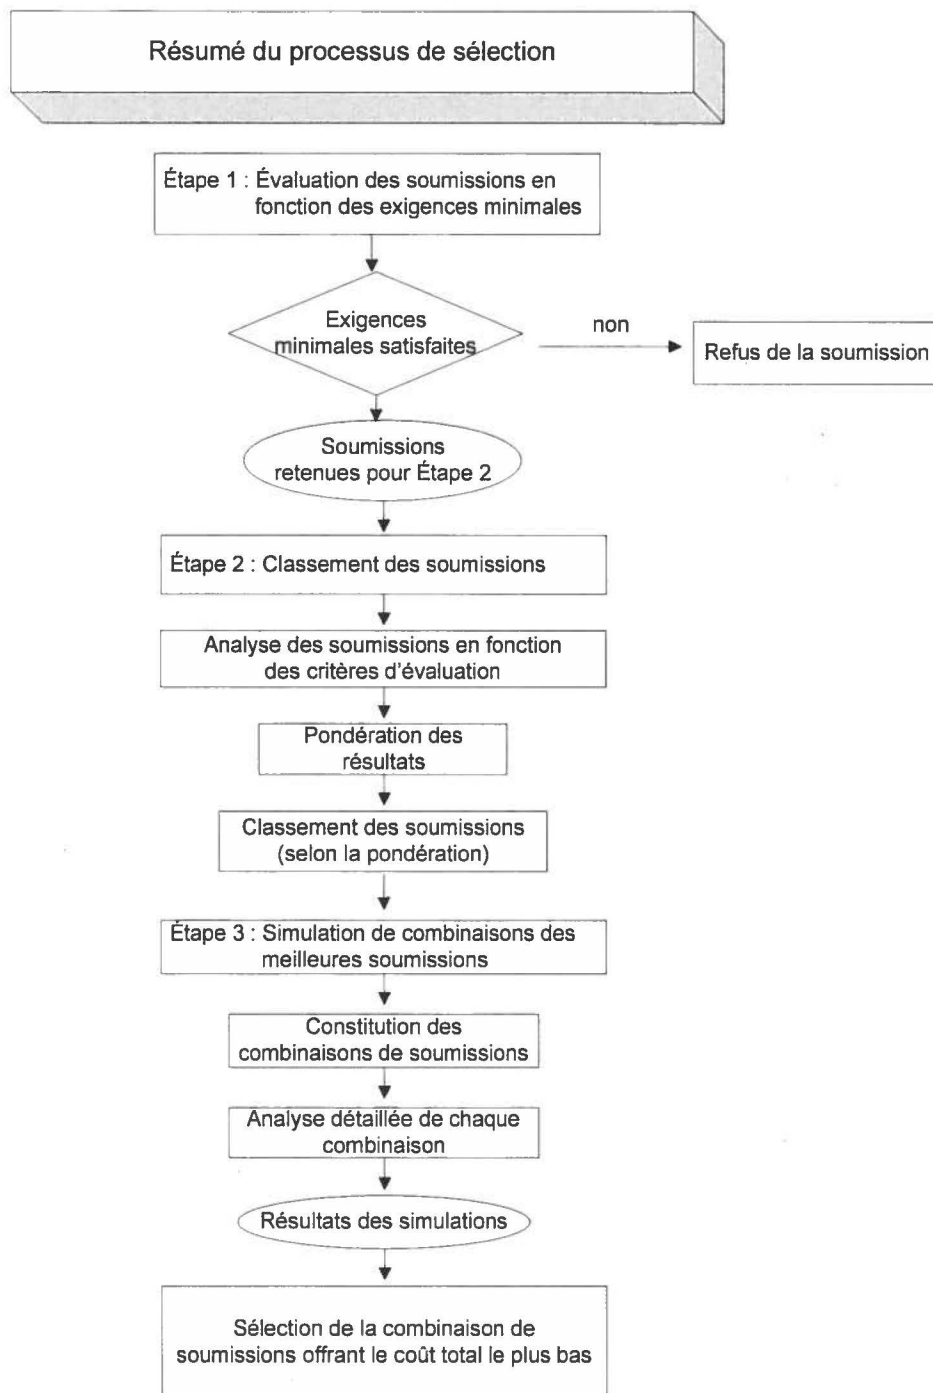 Résumé du processus de sélection
Étape 1 : Évaluation des soumissions en
fonction des exigences minimales
Exigences
minimales satisfaites
non
Refus de la soumission
Soumissions
retenues pour Étape 2
Étape 2 : Classement des soumissions
Analyse des soumissions en fonction
des critères d'évaluation
Pondération des
résultats
Classement des soumissions
(selon la pondération)
Étape 3 : Simulation de combinaisons des
meilleures soumissions
Constitution des
combinaisons de soumissions
Analyse détaillée de chaque
combinaison
Résultats des simulations
Sélection de la combinaison de
soumissions offrant le coût total le plus bas